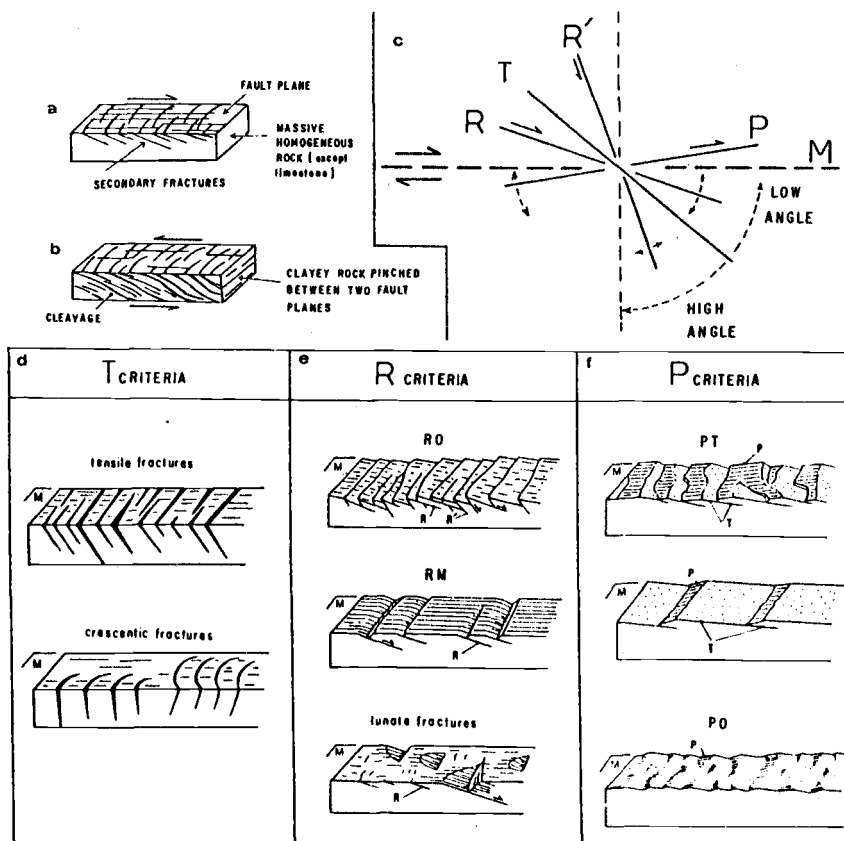 a
FAULT PLANE
MASSIVE
HOMOGENEOUS
ROCK ( except
limestone )
SECONDARY FRACTURES
b
CLAYEY ROCK PINCHED
BETWEEN TWO FAULT
PLANES
CLEAVAGE
c
R'
T
R
P
M
LOW
ANGLE
HIGH
ANGLE
d
T CRITERIA
tensile fractures
M
crescentic fractures
M
e
R CRITERIA
RO
M
R R'
RM
M
R
lunate fractures
M
R
f
P CRITERIA
PT
M
P
T
M
P
T
PO
M
P